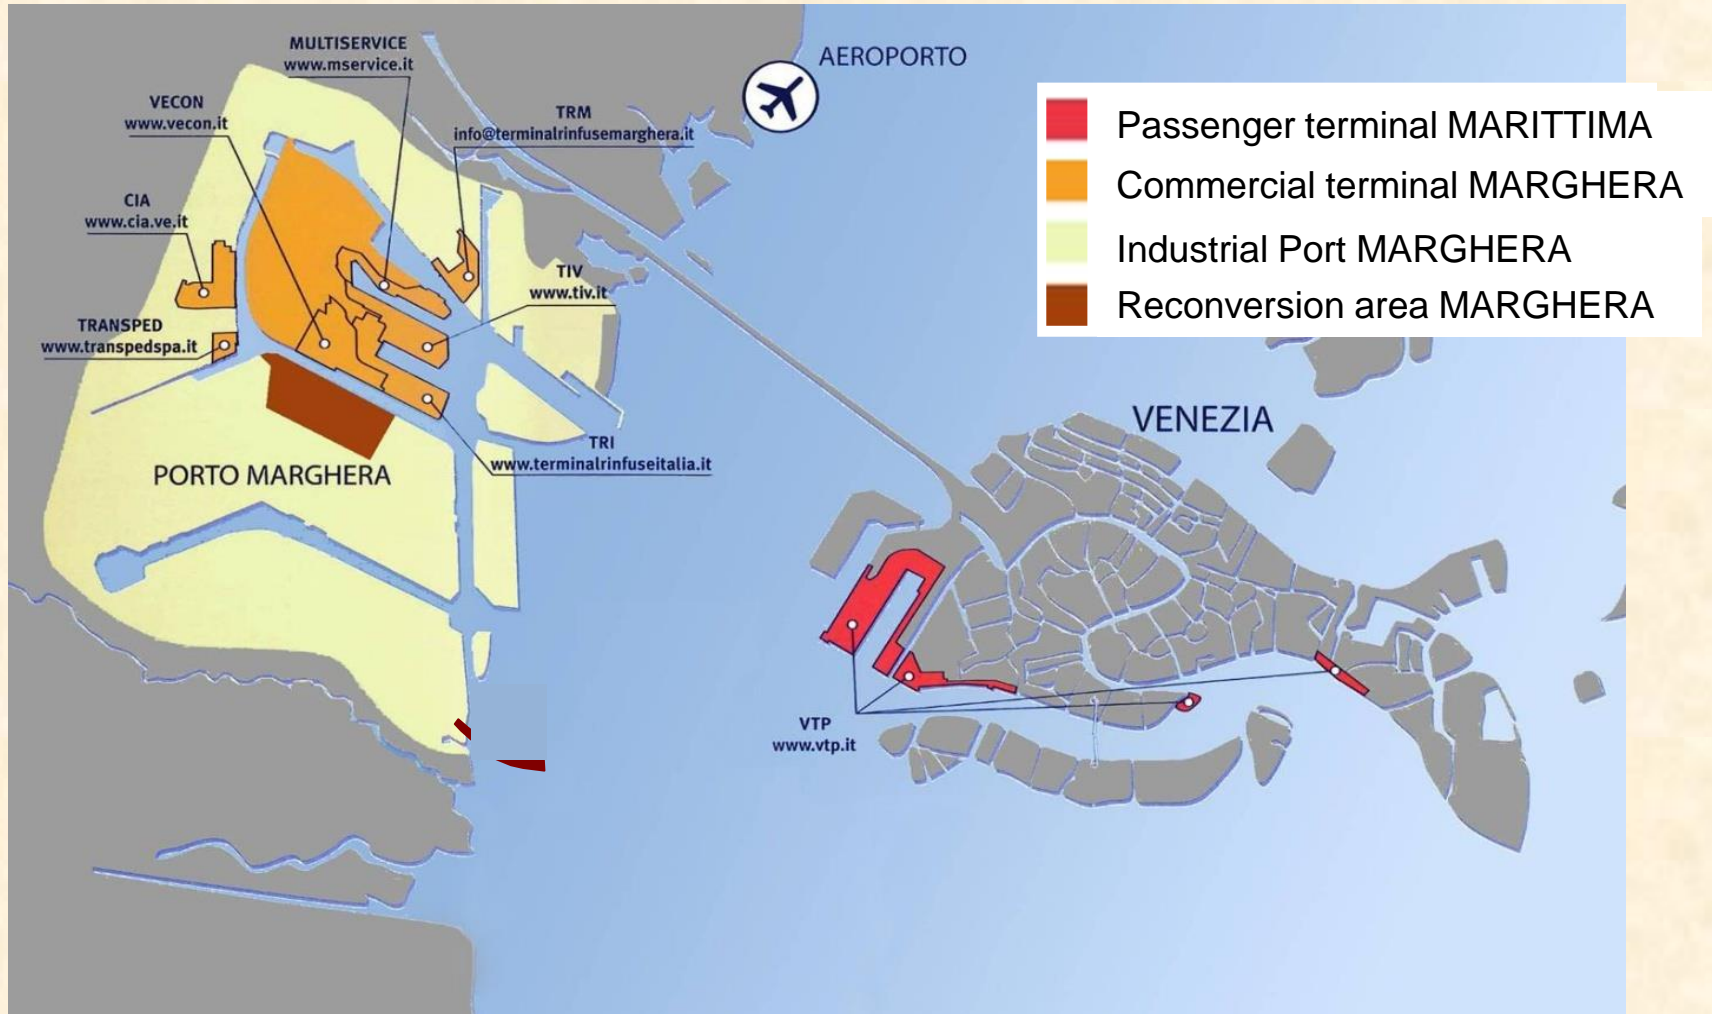 MULTISERVICE
www.mservice.it
AEROPORTO
VECON
www.vecon.it
TRM
info@terminalrinfusemarghera.it
Passenger terminal MARITTIMA
Commercial terminal MARGHERA
Industrial Port MARGHERA
Reconversion area MARGHERA
CIA
www.cia.ve.it
TIV
www.tiv.it
TRANSPED
www.transpedspa.it
VENEZIA
TRI
www.terminalrinfuseitalia.it
PORTO MARGHERA
VTP
www.vtp.it